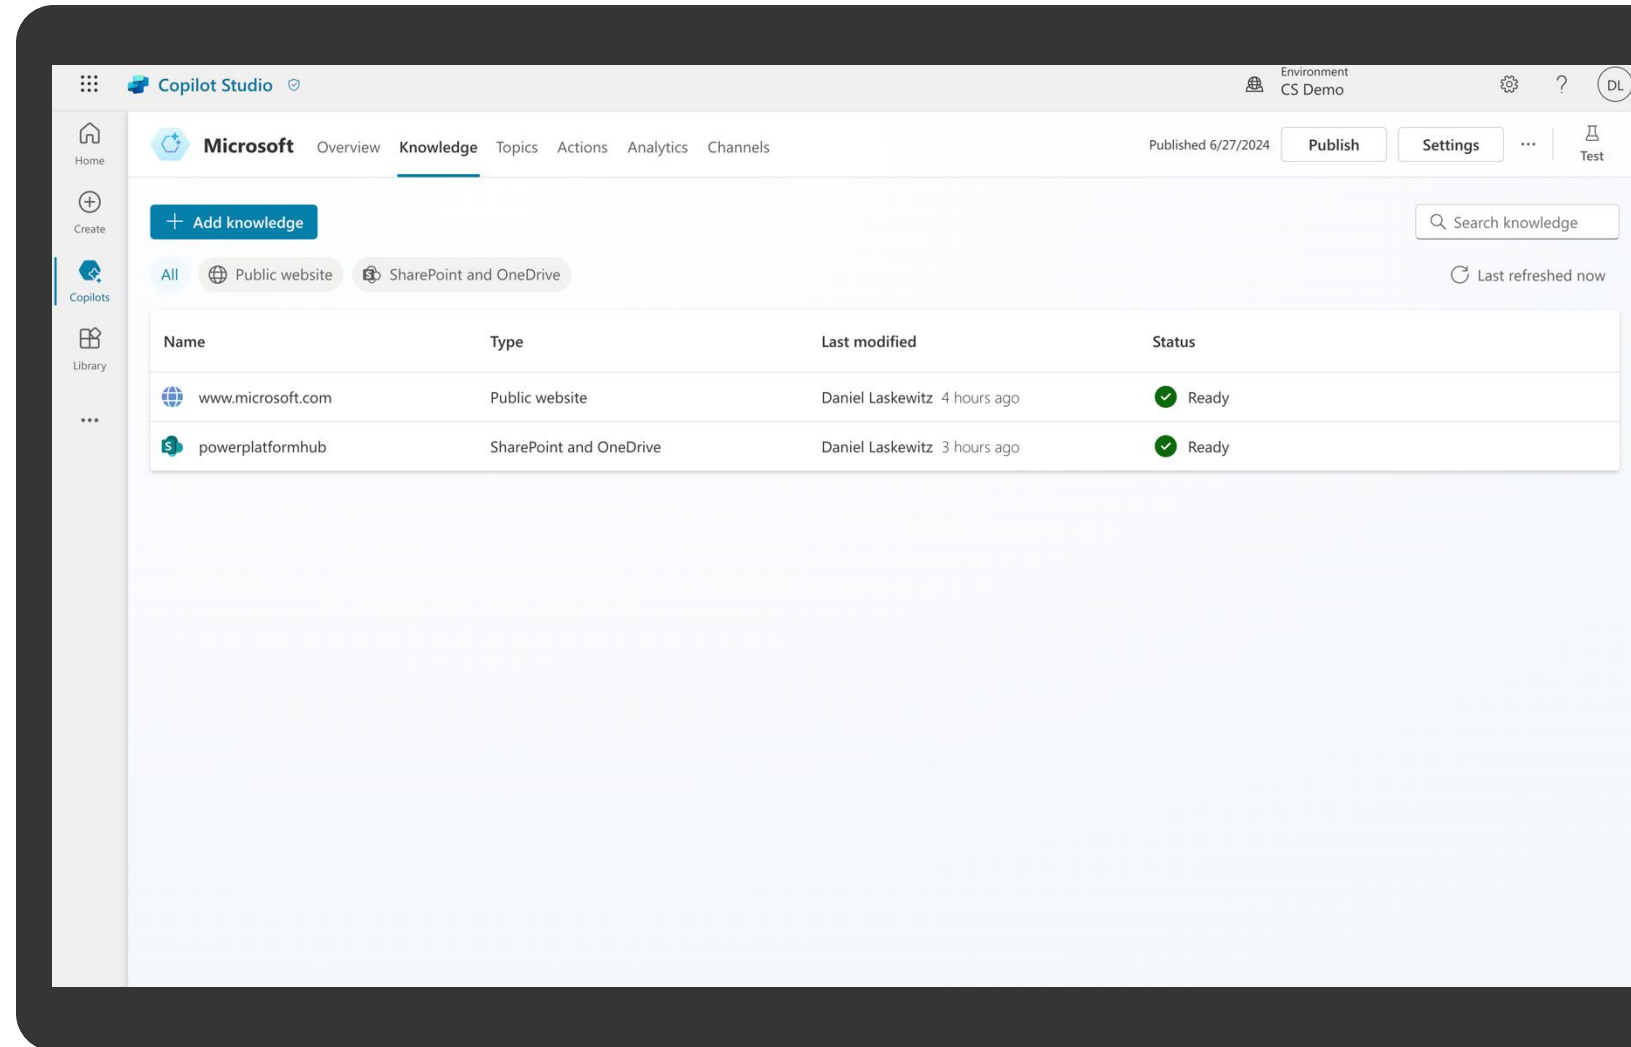 Copilot Studio
Environment
CS Demo
?
DL
Home
Create
Copilots
Library
Microsoft Overview Knowledge Topics Actions Analytics Channels
Published 6/27/2024 Publish Settings
Test
Add knowledge
Search knowledge
All Public website SharePoint and OneDrive
Last refreshed now
Name Type Last modified Status
www.microsoft.com Public website Daniel Laskewitz 4 hours ago Ready
powerplatformhub SharePoint and OneDrive Daniel Laskewitz 3 hours ago Ready